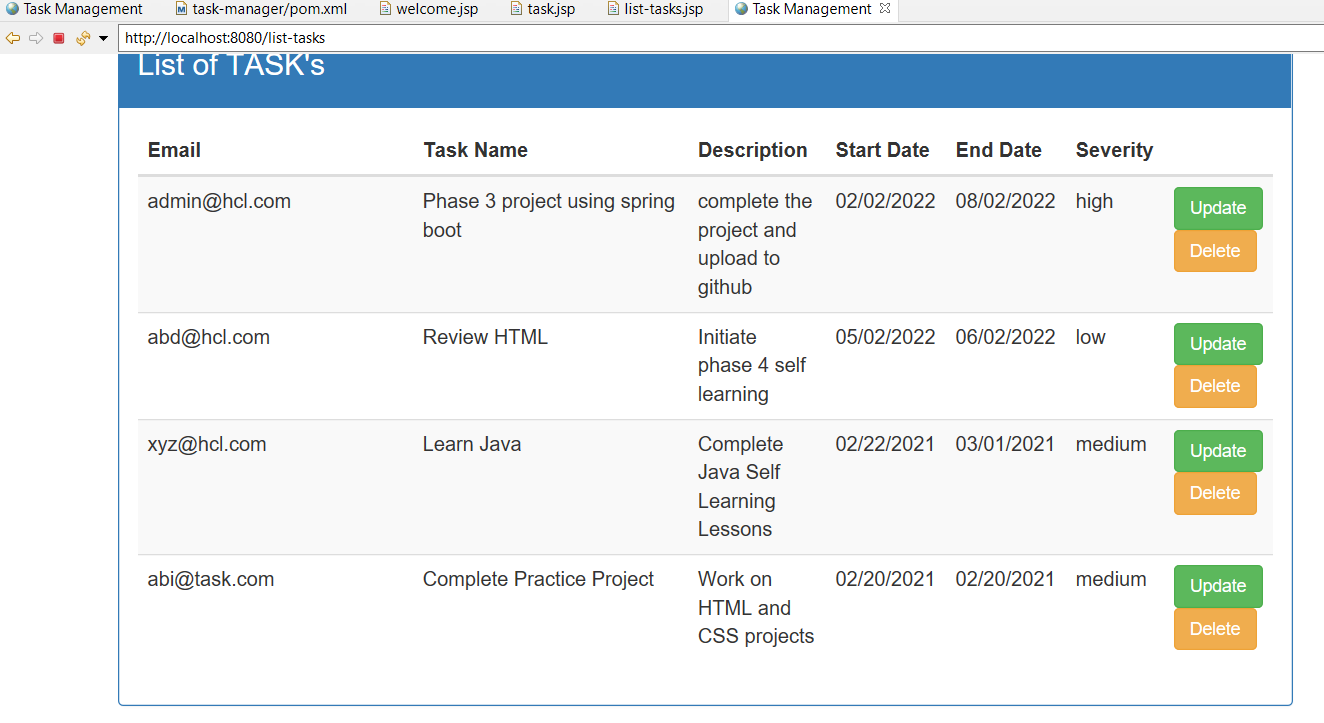 Task Management task-manager/pom.xml welcome.jsp task.jsp list-tasks.jsp Task Management
http://localhost:8080/list-tasks
List of TASK's
Email Task Name Description Start Date End Date Severity
admin@hcl.com Phase 3 project using spring complete the 02/02/2022 08/02/2022 high Update
boot project and
upload to Delete
github
abd@hcl.com Review HTML Initiate 05/02/2022 06/02/2022 low Update
phase 4 self
learning Delete
xyz@hcl.com Learn Java Complete 02/22/2021 03/01/2021 medium Update
Java Self
Learning Delete
Lessons
abi@task.com Complete Practice Project Work on 02/20/2021 02/20/2021 medium Update
HTML and
CSS projects Delete